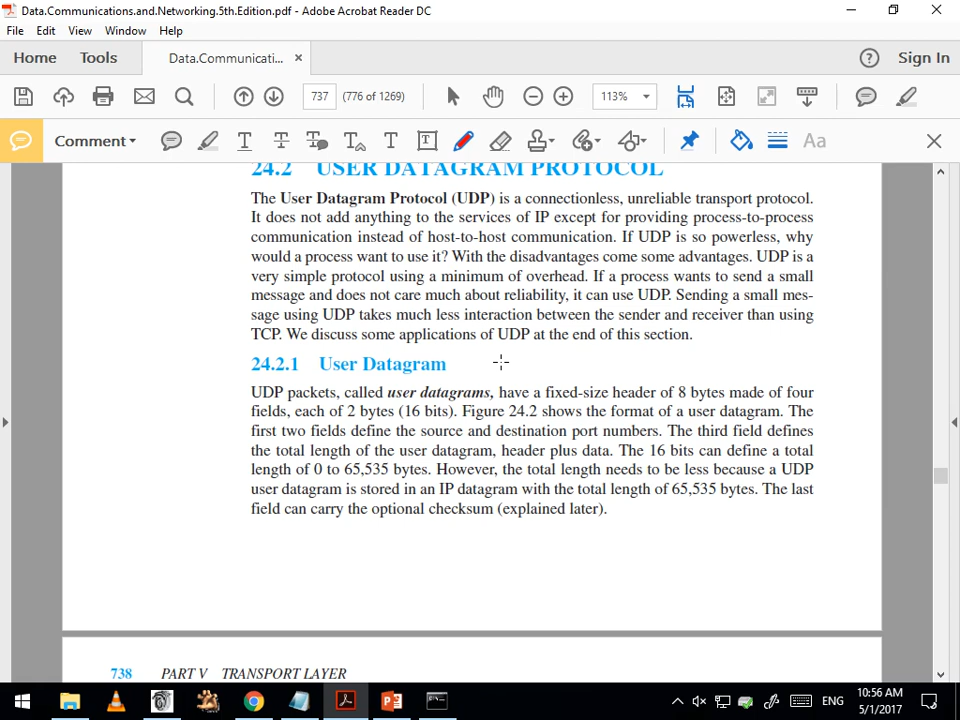 Data.Communications.and.Networking.5th.Edition.pdf - Adobe Acrobat Reader DC
File Edit View Window Help
Home Tools Data.Communicati... Sign In
737 (776 of 1269) 113%
Comment Aa
24.2 USER DATAGRAM PROTOCOL
The User Datagram Protocol (UDP) is a connectionless, unreliable transport protocol.
It does not add anything to the services of IP except for providing process-to-process
communication instead of host-to-host communication. If UDP is so powerless, why
would a process want to use it? With the disadvantages come some advantages. UDP is a
very simple protocol using a minimum of overhead. If a process wants to send a small
message and does not care much about reliability, it can use UDP. Sending a small mes-
sage using UDP takes much less interaction between the sender and receiver than using
TCP. We discuss some applications of UDP at the end of this section.
24.2.1 User Datagram
UDP packets, called user datagrams, have a fixed-size header of 8 bytes made of four
fields, each of 2 bytes (16 bits). Figure 24.2 shows the format of a user datagram. The
first two fields define the source and destination port numbers. The third field defines
the total length of the user datagram, header plus data. The 16 bits can define a total
length of 0 to 65,535 bytes. However, the total length needs to be less because a UDP
user datagram is stored in an IP datagram with the total length of 65,535 bytes. The last
field can carry the optional checksum (explained later).
738 PART V TRANSPORT LAYER
ENG
10:56 AM
5/1/2017